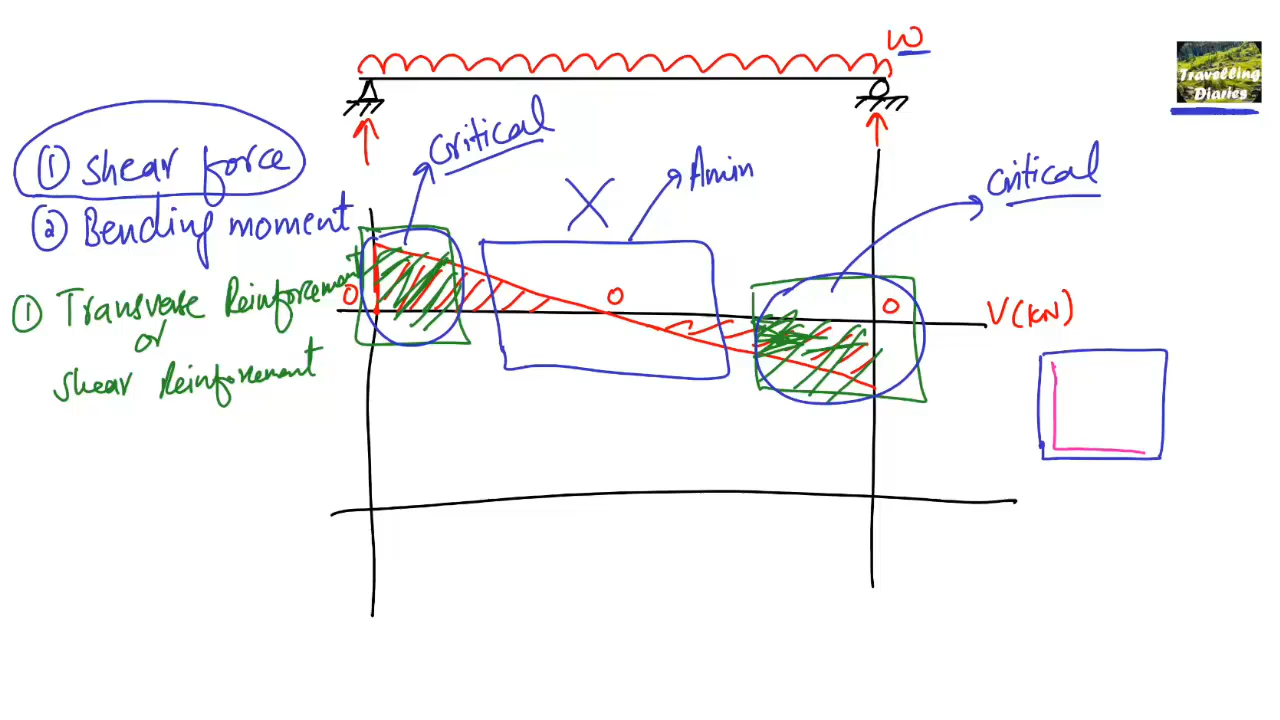 W
Travelling
Diaries
Critical
① Shear force
② Bending moment
X
Amin
Critical
① Transverse Reinforcement
or
Shear Reinforcement
0
0
0
V(KN)